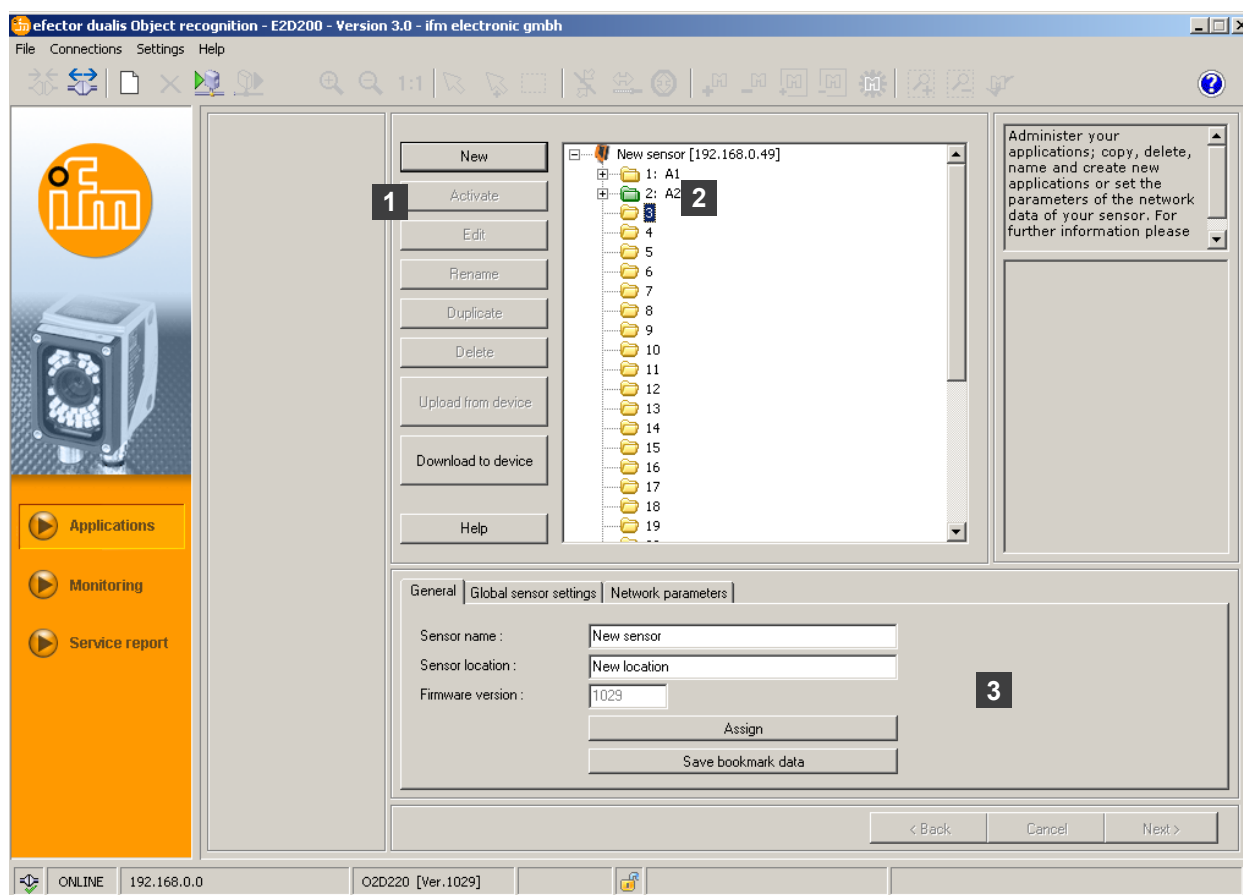 efector dualis Object recognition - E2D200 - Version 3.0 - ifm electronic gmbh
File Connections Settings Help
1:1
ifm
New
Activate
Edit
Rename
Duplicate
Delete
Upload from device
Download to device
Help
1
New sensor [192.168.0.49]
1: A1
2: A2
3
4
5
6
7
8
9
10
11
12
13
14
15
16
17
18
19
2
Administer your
applications; copy, delete,
name and create new
applications or set the
parameters of the network
data of your sensor. For
further information please
Applications
Monitoring
Service report
General Global sensor settings Network parameters
Sensor name : New sensor
Sensor location : New location
Firmware version : 1029
Assign
Save bookmark data
3
< Back Cancel Next >
ONLINE 192.168.0.0 O2D220 [Ver.1029]